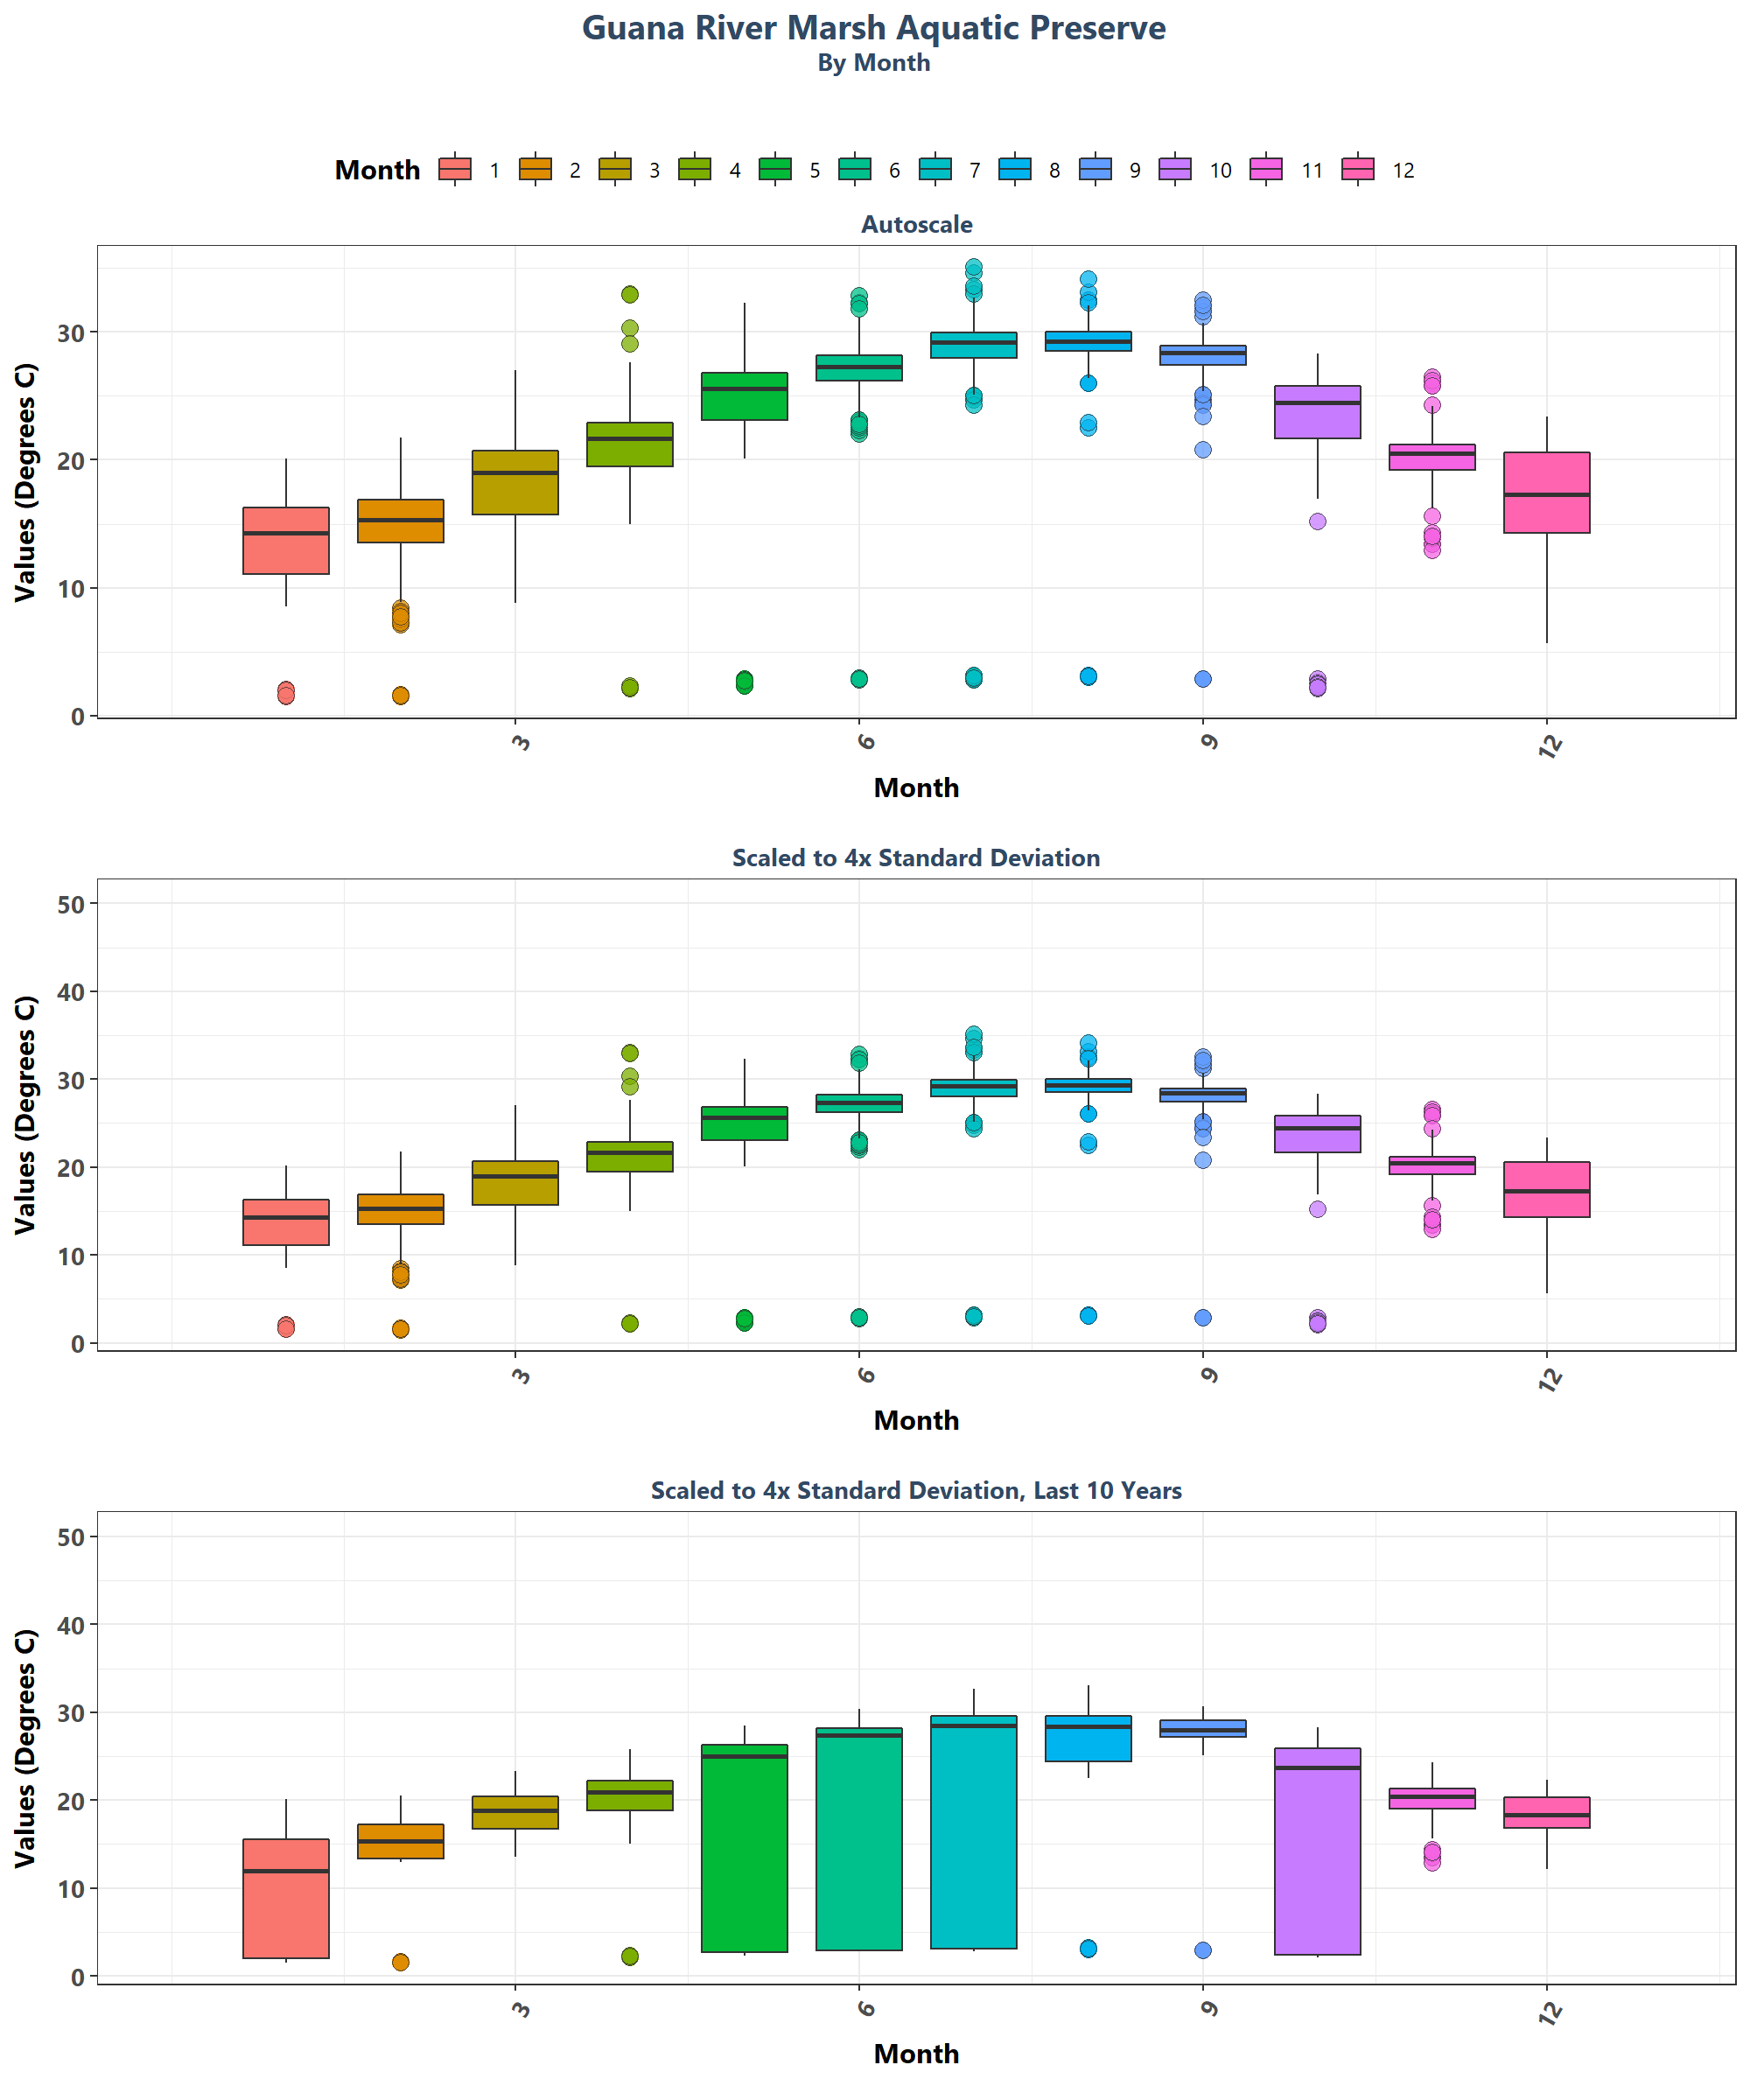 Guana River Marsh Aquatic Preserve
By Month
Month 1 2 3 4 5 6 7 8 9 10 11 12
Autoscale
Values (Degrees C)
30
20
10
0
3 6 9 12
Month
Scaled to 4x Standard Deviation
Values (Degrees C)
50
40
30
20
10
0
3 6 9 12
Month
Scaled to 4x Standard Deviation, Last 10 Years
Values (Degrees C)
50
40
30
20
10
0
3 6 9 12
Month